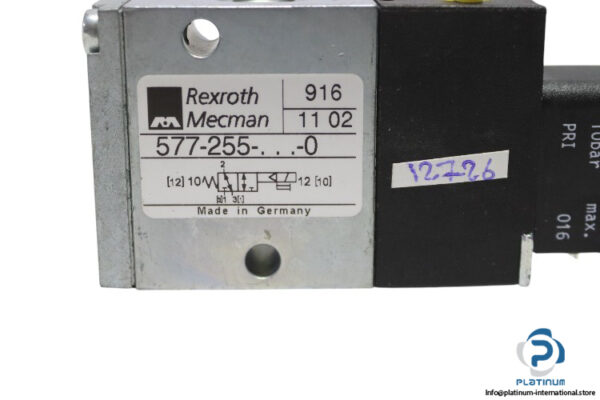 Rexroth
Mecman
916
11 02
577-255-...-0
2
[12] 10
12 [10]
3[-]
Made in Germany
12726
10Bar max.
PRI 016
PLATINUM
info@platinum-international.store